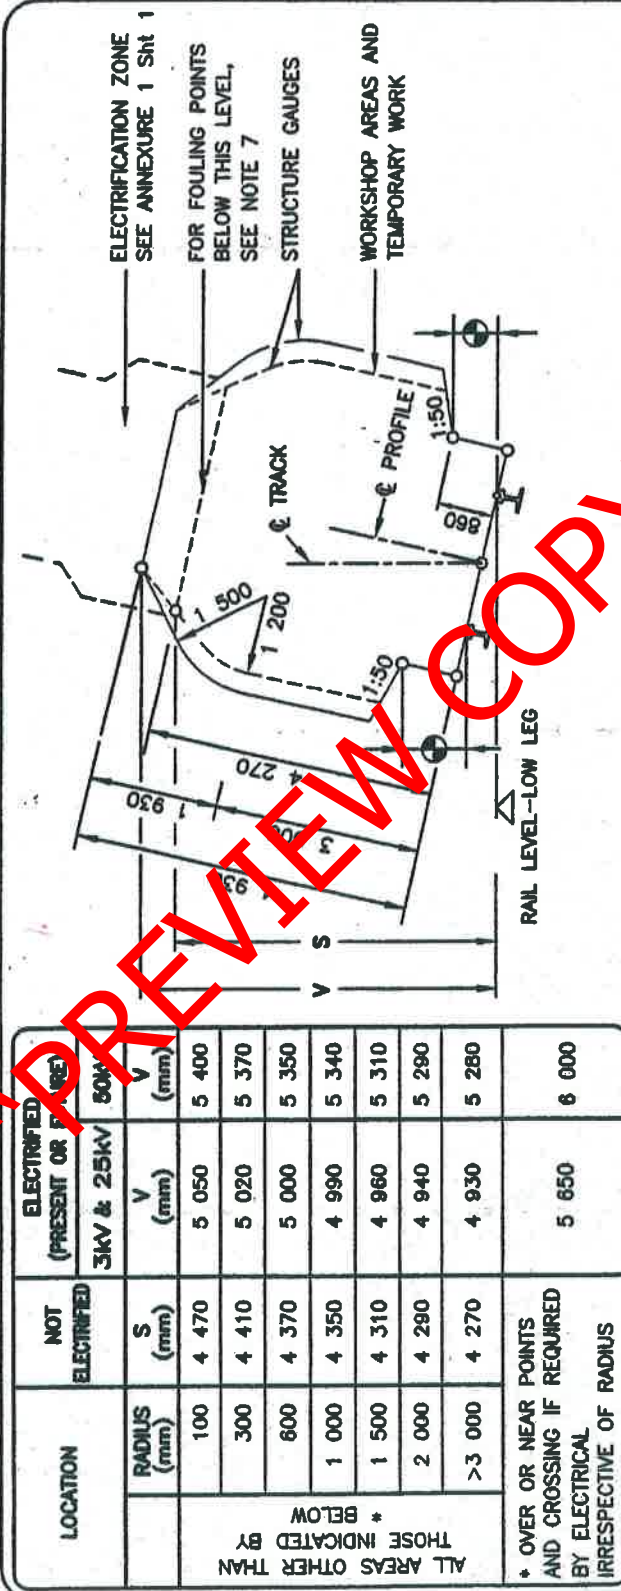 LOCATION
NOT
ELECTRIFIED
ELECTRIFIED
(PRESENT OR
3kV & 25kV
50kV
RADIUS
(mm)
S
(mm)
V
(mm)
V
(mm)
ALL AREAS OTHER THAN
THOSE INDICATED BY
* BELOW
100 4 470 5 050 5 400
300 4 410 5 020 5 370
600 4 370 5 000 5 350
1 000 4 350 4 990 5 340
1 500 4 310 4 960 5 310
2 000 4 290 4 940 5 290
>3 000 4 270 4 930 5 280
* OVER OR NEAR POINTS
AND CROSSING IF REQUIRED
BY ELECTRICAL
IRRESPECTIVE OF RADIUS
5 650 6 000
ELECTRIFICATION ZONE
SEE ANNEXURE 1 Sht 1
FOR FOULING POINTS
BELOW THIS LEVEL,
SEE NOTE 7
STRUCTURE GAUGES
WORKSHOP AREAS AND
TEMPORARY WORK
1 500
1 200
℄ TRACK
℄ PROFILE
1:50
1:50
860
1 930
4 270
V
S
RAIL LEVEL-LOW LEG
PREVIEW COPY